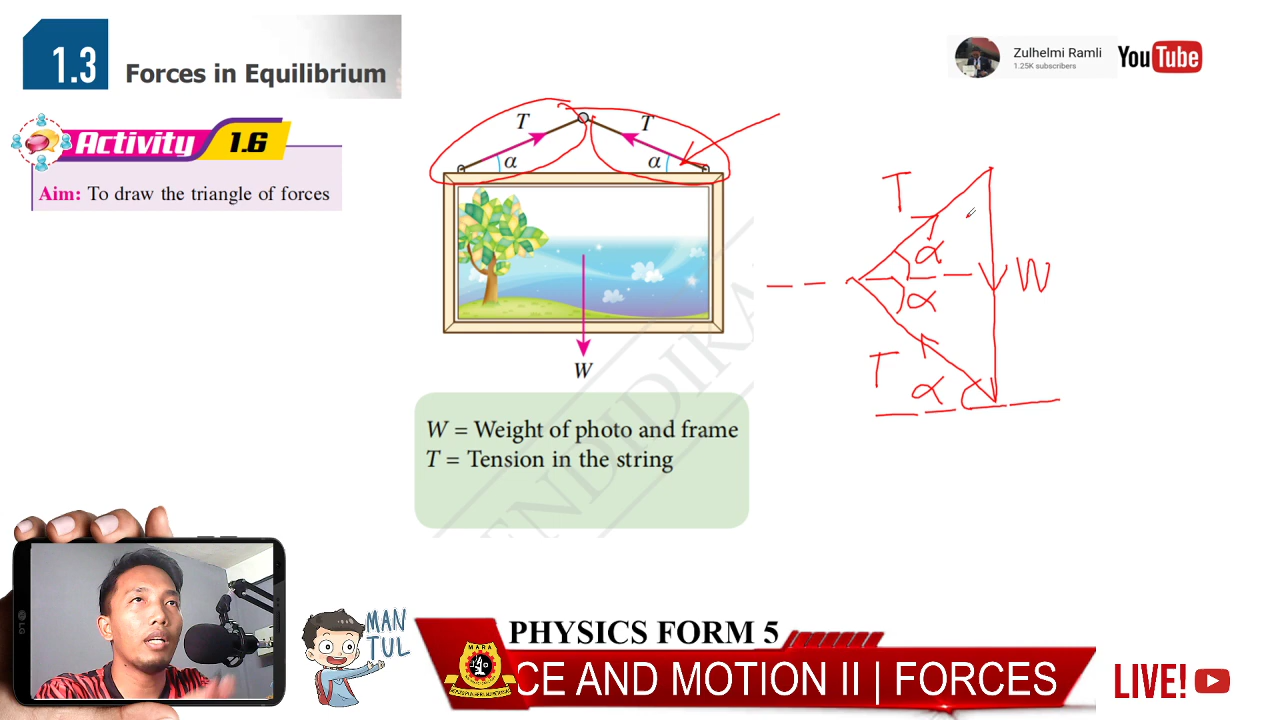 1.3
Forces in Equilibrium
Zulhelmi Ramli
1.25K subscribers
YouTube
Activity 1.6
Aim: To draw the triangle of forces
T
T
α
α
W
T
α
α
W
T
α
W = Weight of photo and frame
T = Tension in the string
LG
MAN
TUL
PHYSICS FORM 5
MARA
CE AND MOTION II | FORCES
LIVE!